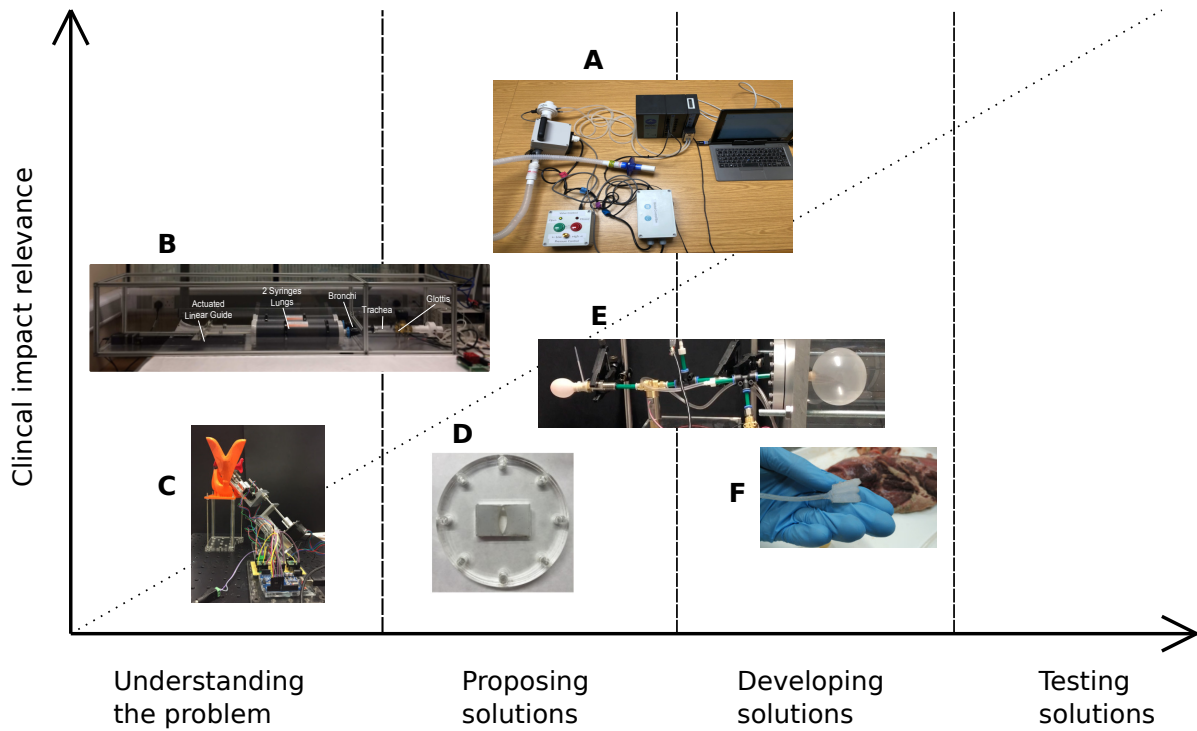 A
B
Actuated
Linear Guide
2 Syringes
Lungs
Bronchi
Trachea
Glottis
E
C
D
F
Clincal impact relevance
Understanding
the problem
Proposing
solutions
Developing
solutions
Testing
solutions